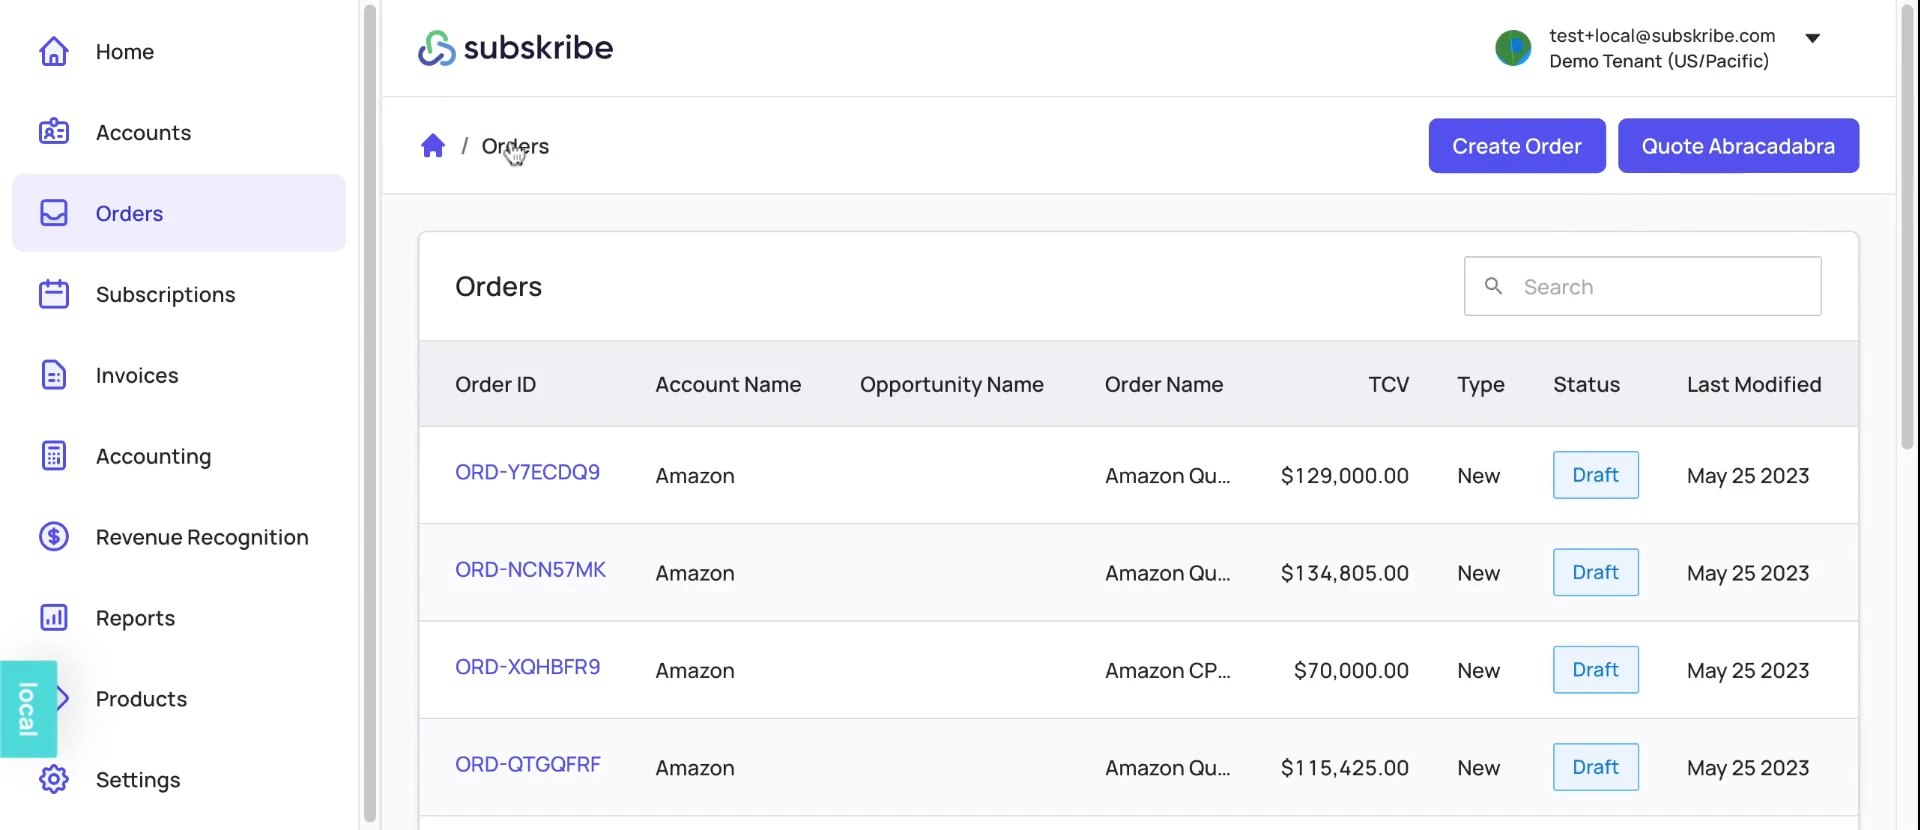 Home
Accounts
Orders
Subscriptions
Invoices
Accounting
Revenue Recognition
Reports
Products
Settings
local
subskribe
test+local@subskribe.com
Demo Tenant (US/Pacific)
/ Orders
Create Order
Quote Abracadabra
Orders
Search
Order ID Account Name Opportunity Name Order Name TCV Type Status Last Modified
ORD-Y7ECDQ9 Amazon Amazon Qu... $129,000.00 New Draft May 25 2023
ORD-NCN57MK Amazon Amazon Qu... $134,805.00 New Draft May 25 2023
ORD-XQHBFR9 Amazon Amazon CP... $70,000.00 New Draft May 25 2023
ORD-QTGQFRF Amazon Amazon Qu... $115,425.00 New Draft May 25 2023